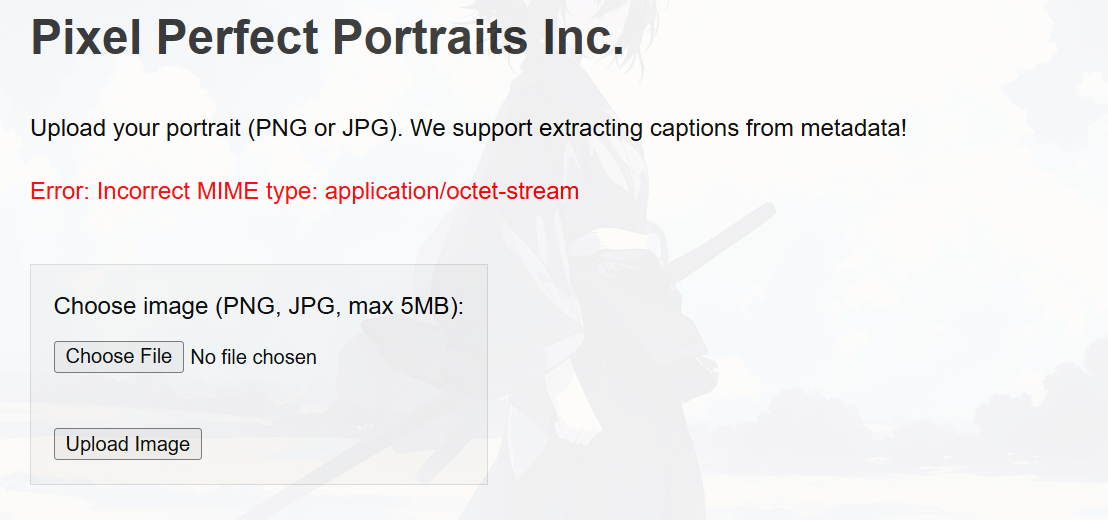 Pixel Perfect Portraits Inc.
Upload your portrait (PNG or JPG). We support extracting captions from metadata!
Error: Incorrect MIME type: application/octet-stream
Choose image (PNG, JPG, max 5MB):
Choose File No file chosen
Upload Image